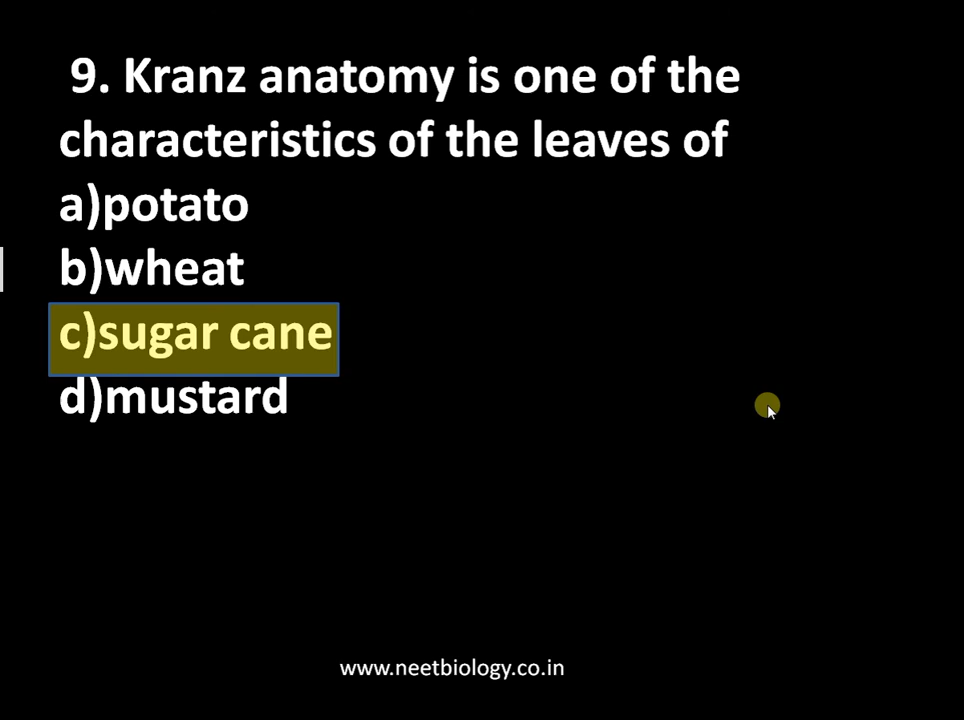 9. Kranz anatomy is one of the
characteristics of the leaves of
a)potato
b)wheat
c)sugar cane
d)mustard
www.neetbiology.co.in